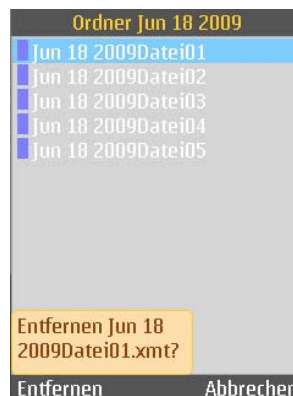 Ordner Jun 18 2009
Jun 18 2009Datei01
Jun 18 2009Datei02
Jun 18 2009Datei03
Jun 18 2009Datei04
Jun 18 2009Datei05
Entfernen Jun 18
2009Datei01.xmt?
Entfernen Abbrechen